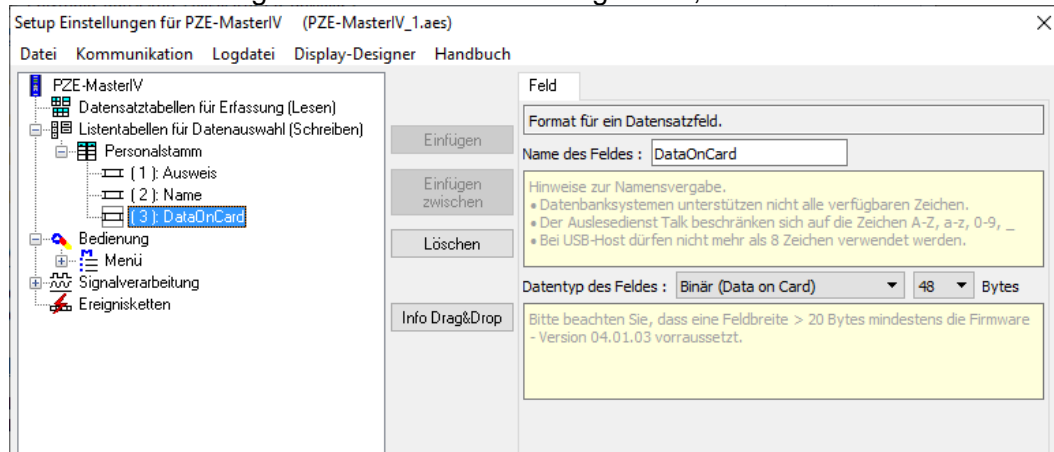 Setup Einstellungen für PZE-MasterIV (PZE-MasterIV_1.aes)
Datei Kommunikation Logdatei Display-Designer Handbuch
PZE-MasterIV
Datensatztabellen für Erfassung (Lesen)
Listentabellen für Datenauswahl (Schreiben)
Personalstamm
( 1 ): Ausweis
( 2 ): Name
( 3 ): DataOnCard
Bedienung
Menü
Signalverarbeitung
Ereignisketten
Einfügen
Einfügen
zwischen
Löschen
Info Drag&Drop
Feld
Format für ein Datensatzfeld.
Name des Feldes : DataOnCard
Hinweise zur Namensvergabe.
• Datenbanksystemen unterstützen nicht alle verfügbaren Zeichen.
• Der Auslesedienst Talk beschränken sich auf die Zeichen A-Z, a-z, 0-9, _
• Bei USB-Host dürfen nicht mehr als 8 Zeichen verwendet werden.
Datentyp des Feldes : Binär (Data on Card) 48 Bytes
Bitte beachten Sie, dass eine Feldbreite > 20 Bytes mindestens die Firmware
- Version 04.01.03 vorraussetzt.